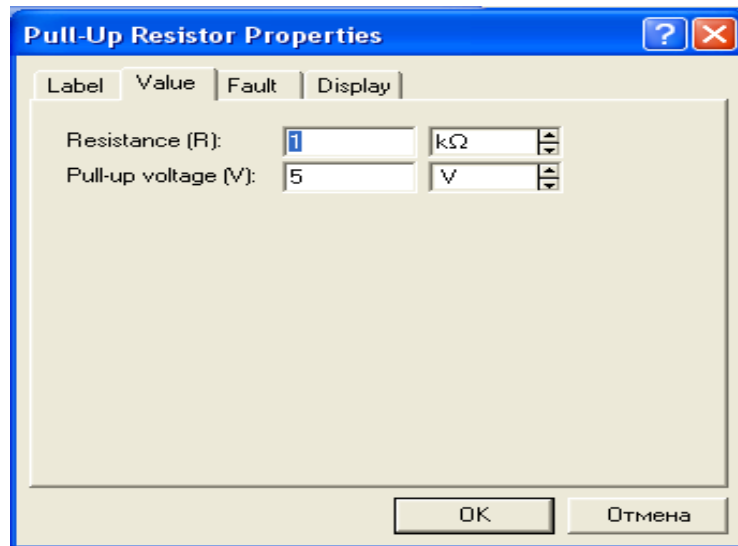 Pull-Up Resistor Properties ?
Label Value Fault Display
Resistance (R): 1 kΩ
Pull-up voltage (V): 5 V
OK Отмена